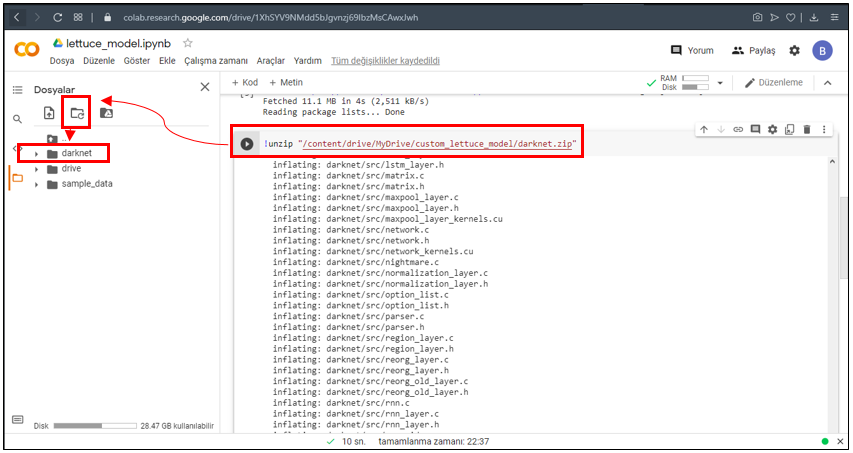 colab.research.google.com/drive/1XhSYV9NMdd5bJgvnzj69IbzMsCAwxJwh
lettuce_model.ipynb
Dosya Düzenle Göster Ekle Çalışma zamanı Araçlar Yardım Tüm değişiklikler kaydedildi
Yorum Paylaş B
Dosyalar
+ Kod + Metin
RAM
Disk
Düzenleme
..
darknet
drive
sample_data
Fetched 11.1 MB in 4s (2,511 kB/s)
Reading package lists... Done
!unzip "/content/drive/MyDrive/custom_lettuce_model/darknet.zip"
inflating: darknet/src/lstm_layer.h
inflating: darknet/src/matrix.c
inflating: darknet/src/matrix.h
inflating: darknet/src/maxpool_layer.c
inflating: darknet/src/maxpool_layer.h
inflating: darknet/src/maxpool_layer_kernels.cu
inflating: darknet/src/network.c
inflating: darknet/src/network.h
inflating: darknet/src/network_kernels.cu
inflating: darknet/src/nightmare.c
inflating: darknet/src/normalization_layer.c
inflating: darknet/src/normalization_layer.h
inflating: darknet/src/option_list.c
inflating: darknet/src/option_list.h
inflating: darknet/src/parser.c
inflating: darknet/src/parser.h
inflating: darknet/src/region_layer.c
inflating: darknet/src/region_layer.h
inflating: darknet/src/reorg_layer.c
inflating: darknet/src/reorg_layer.h
inflating: darknet/src/reorg_old_layer.c
inflating: darknet/src/reorg_old_layer.h
inflating: darknet/src/rnn.c
inflating: darknet/src/rnn_layer.c
inflating: darknet/src/rnn_layer.h
Disk 28.47 GB kullanılabilir
10 sn. tamamlanma zamanı: 22:37